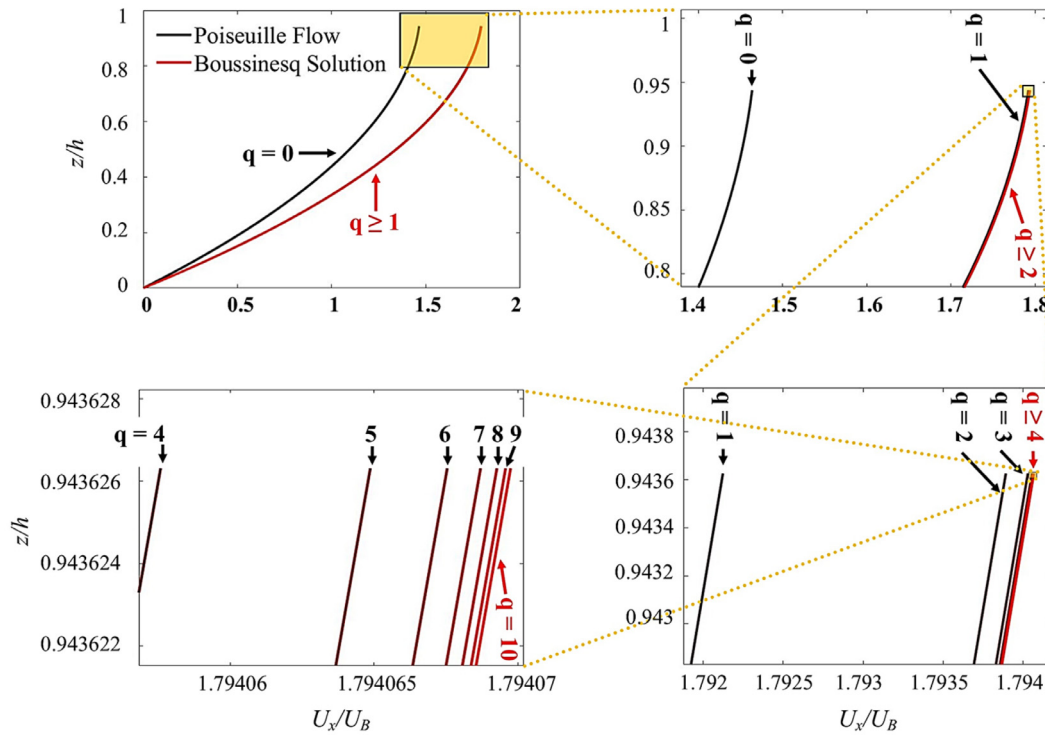 1
0.8
0.6
0.4
0.2
0
z/h
Poiseuille Flow
Boussinesq Solution
q = 0
q ≥ 1
0 0.5 1 1.5 2
1
0.95
0.9
0.85
0.8
q = 0
q = 1
q ≥ 2
1.4 1.5 1.6 1.7 1.8
0.943628
0.943626
0.943624
0.943622
z/h
q = 4 5 6 7 8 9
q = 10
1.79406 1.794065 1.79407
U_x/U_B
0.9438
0.9436
0.9434
0.9432
0.943
q = 1
q = 2
q = 3
q ≥ 4
1.792 1.7925 1.793 1.7935 1.794
U_x/U_B